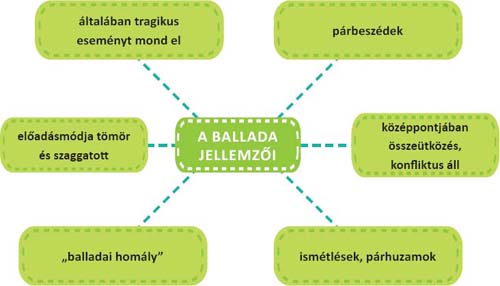 általában tragikus
eseményt mond el
párbeszédek
előadásmódja tömör
és szaggatott
A BALLADA
JELLEMZŐI
középpontjában
összeütközés,
konfliktus áll
„balladai homály”
ismétlések, párhuzamok